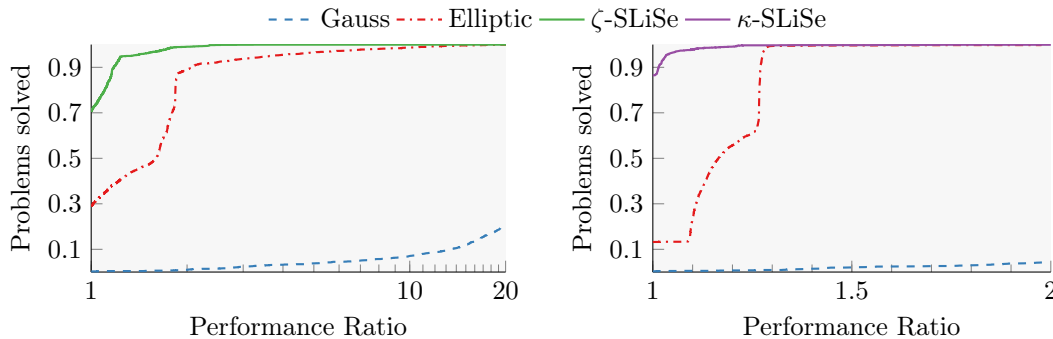 Gauss Elliptic ζ-SLiSe κ-SLiSe
Problems solved
0.9
0.7
0.5
0.3
0.1
1 10 20
Performance Ratio
Problems solved
0.9
0.7
0.5
0.3
0.1
1 1.5 2
Performance Ratio